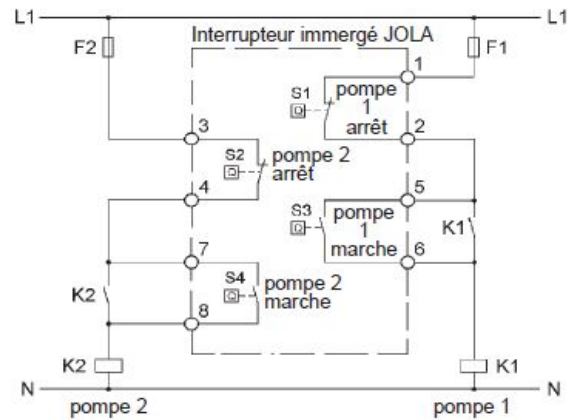 L1 L1
F2 Interrupteur immergé JOLA F1
1
S1 pompe
1
arrêt
3 2
S2 pompe 2
arrêt
4 5
S3 pompe
1
marche
K1
7 6
S4 pompe 2
marche
K2
8
K2 K1
N N
pompe 2 pompe 1